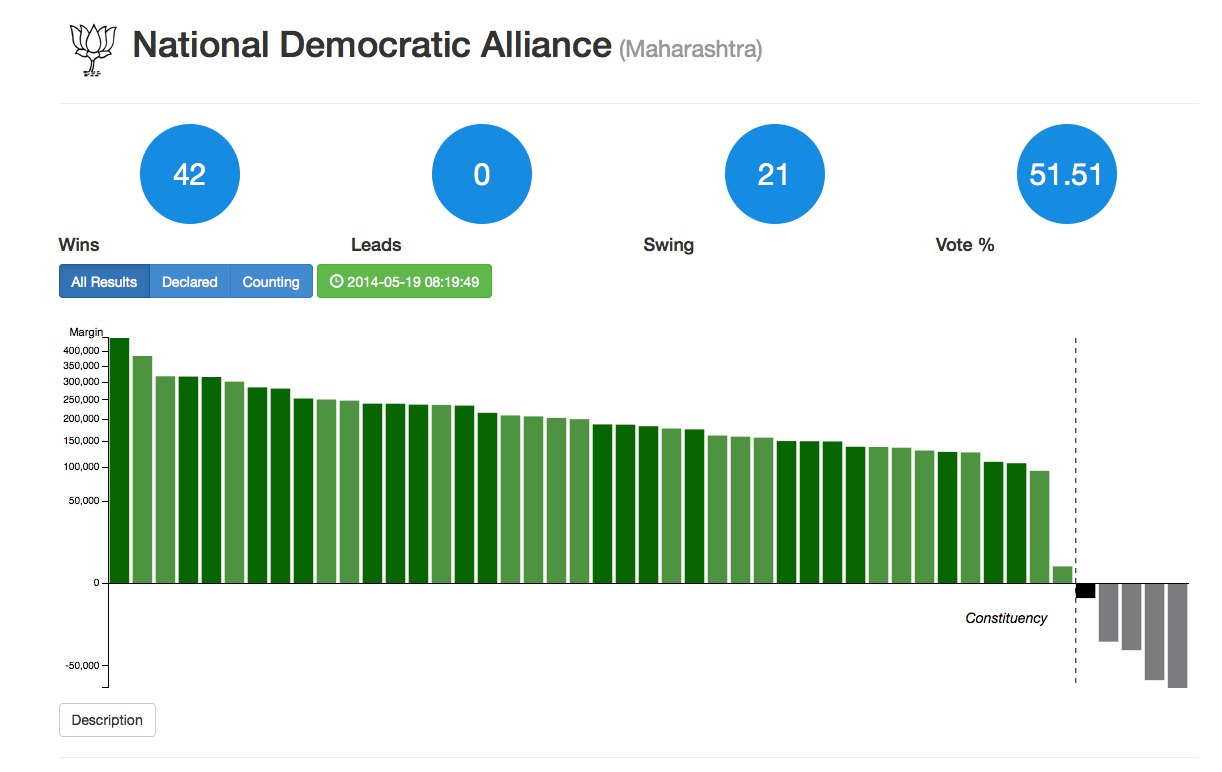 National Democratic Alliance (Maharashtra)
42 0 21 51.51
Wins Leads Swing Vote %
All Results Declared Counting 2014-05-19 08:19:49
Margin
400,000
350,000
300,000
250,000
200,000
150,000
100,000
50,000
0
Constituency
-50,000
Description